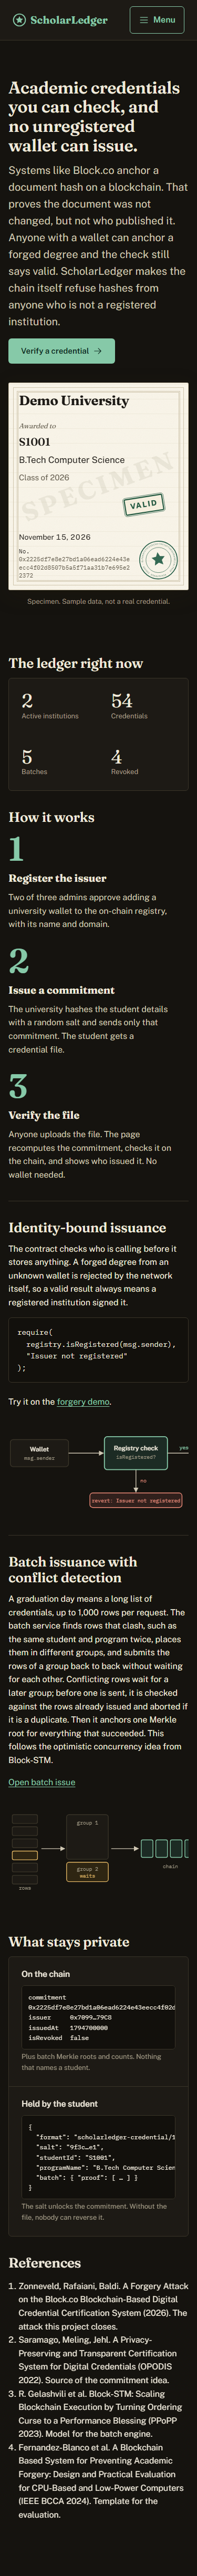 ScholarLedger
Menu
Academic credentials
you can check, and
no unregistered
wallet can issue.
Systems like Block.co anchor a
document hash on a blockchain. That
proves the document was not
changed, but not who published it.
Anyone with a wallet can anchor a
forged degree and the check still
says valid. ScholarLedger makes the
chain itself refuse hashes from
anyone who is not a registered
institution.
Verify a credential →
Demo University
Awarded to
S1001
B.Tech Computer Science
Class of 2026
SPECIMEN
VALID
November 15, 2026
No.
Specimen. Sample data, not a real credential.
The ledger right now
2
Active institutions
54
Credentials
5
Batches
4
Revoked
How it works
1
Register the issuer
Two of three admins approve adding a
university wallet to the on-chain registry,
with its name and domain.
2
Issue a commitment
The university hashes the student details
with a random salt and sends only that
commitment. The student gets a
credential file.
3
Verify the file
Anyone uploads the file. The page
recomputes the commitment, checks it on
the chain, and shows who issued it. No
wallet needed.
Identity-bound issuance
The contract checks who is calling before it
stores anything. A forged degree from an
unknown wallet is rejected by the network
itself, so a valid result always means a
registered institution signed it.
require(
registry.isRegistered(msg.sender),
"Issuer not registered"
);
Try it on the forgery demo.
Wallet
msg.sender
Registry check
isRegistered?
yes
no
revert: Issuer not registered
Batch issuance with
conflict detection
A graduation day means a long list of
credentials, up to 1,000 rows per request. The
batch service finds rows that clash, such as
the same student and program twice, places
them in different groups, and submits the
rows of a group back to back without waiting
for each other. Conflicting rows wait for a
later group; before one is sent, it is checked
against the rows already issued and aborted if
it is a duplicate. Then it anchors one Merkle
root for everything that succeeded. This
follows the optimistic concurrency idea from
Block-STM.
Open batch issue
group 1
group 2
waits
rows
chain
What stays private
On the chain
commitment
issuer 0x7099…79C8
issuedAt 1794700000
isRevoked false
Plus batch Merkle roots and counts. Nothing
that names a student.
Held by the student
{
"format": "scholarledger-credential/1
"salt": "9f3c…e1",
"studentId": "S1001",
"programName": "B.Tech Computer Scien
"batch": { "proof": [ … ] }
}
The salt unlocks the commitment. Without the
file, nobody can reverse it.
References
1. Zonneveld, Rafaiani, Baldi. A Forgery Attack
on the Block.co Blockchain-Based Digital
Credential Certification System (2026). The
attack this project closes.
2. Saramago, Meling, Jehl. A Privacy-
Preserving and Transparent Certification
System for Digital Credentials (OPODIS
2022). Source of the commitment idea.
3. R. Gelashvili et al. Block-STM: Scaling
Blockchain Execution by Turning Ordering
Curse to a Performance Blessing (PPoPP
2023). Model for the batch engine.
4. Fernandez-Blanco et al. A Blockchain
Based System for Preventing Academic
Forgery: Design and Practical Evaluation
for CPU-Based and Low-Power Computers
(IEEE BCCA 2024). Template for the
evaluation.